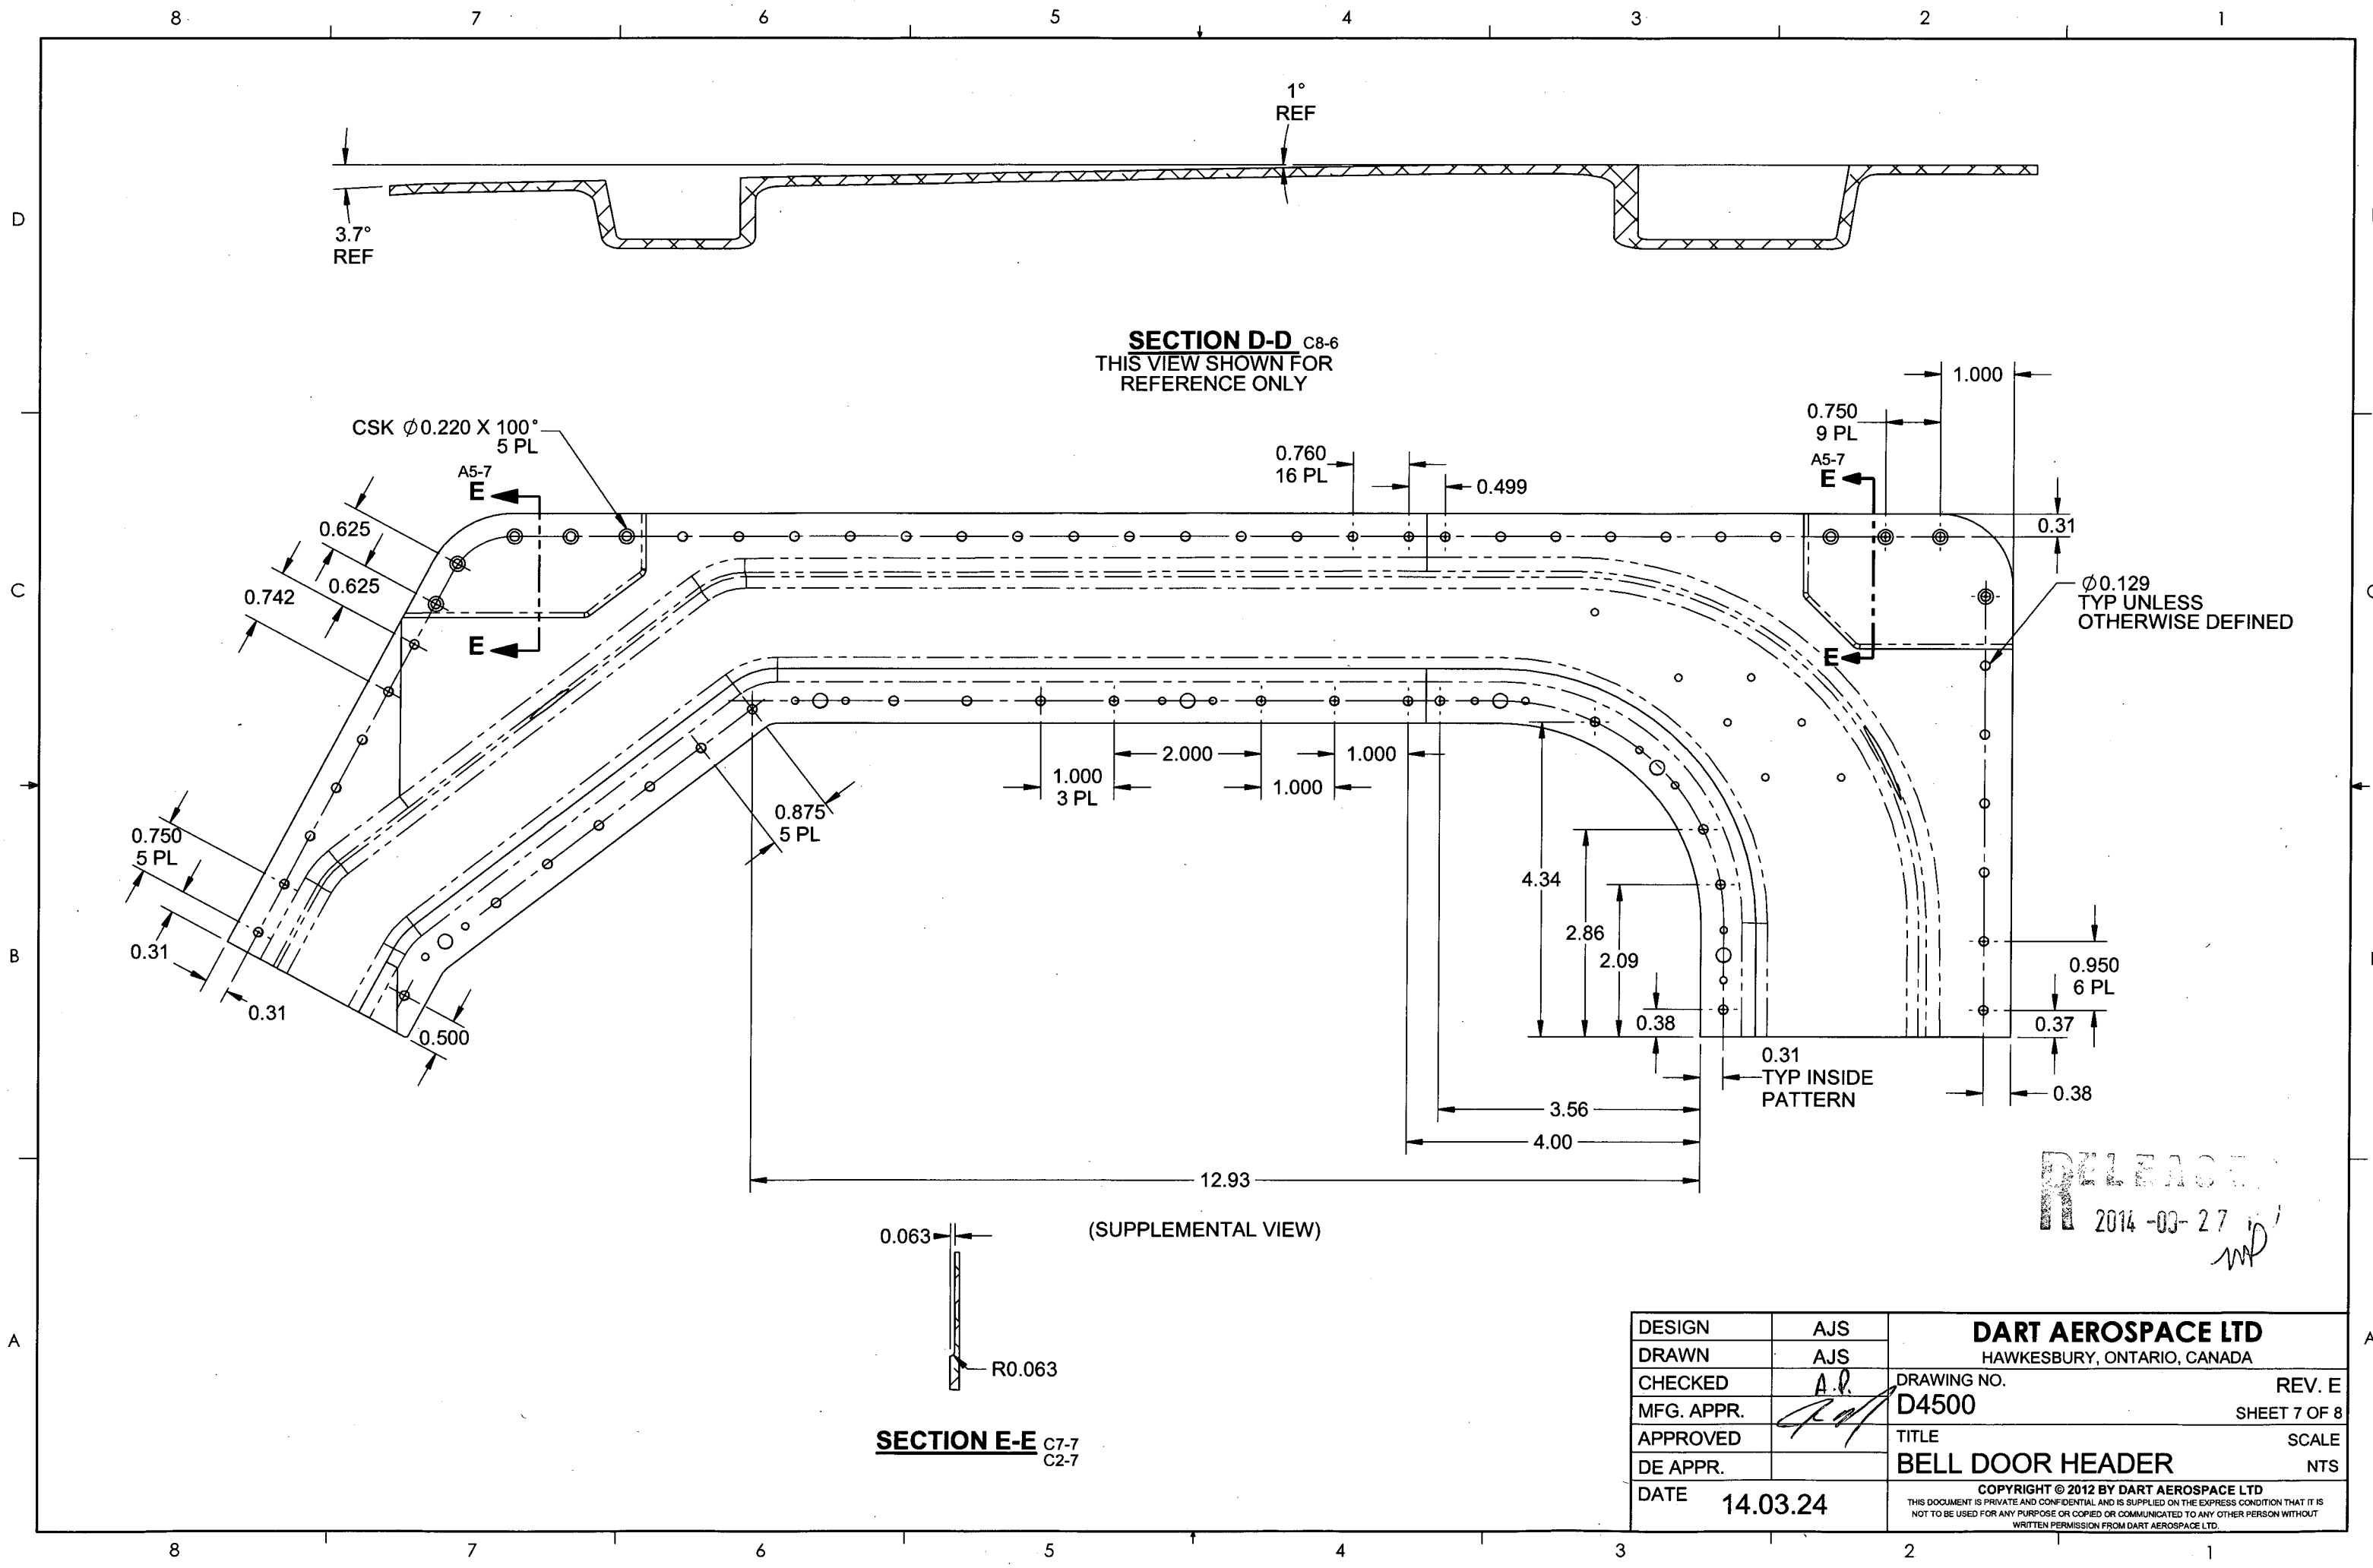 8 7 6 5 4 3 2 1
1°
REF
D
3.7°
REF
SECTION D-D C8-6
THIS VIEW SHOWN FOR
REFERENCE ONLY
1.000
CSK Ø0.220 X 100°
5 PL
0.750
9 PL
A5-7
E
0.760
16 PL
A5-7
E
0.499
0.625
0.31
C
0.625
0.742
Ø0.129
TYP UNLESS
OTHERWISE DEFINED
E
E
2.000
1.000
1.000
3 PL
1.000
0.875
5 PL
0.750
5 PL
4.34
2.86
2.09
B
0.31
0.31
0.950
6 PL
0.500
0.38
0.37
0.31
TYP INSIDE
PATTERN
0.38
3.56
4.00
12.93
(SUPPLEMENTAL VIEW)
0.063
2014
27
R0.063
A
A
SECTION E-E C7-7
C2-7
DESIGN AJS
DRAWN AJS
CHECKED A.P.
MFG. APPR.
APPROVED
DE APPR.
DATE 14.03.24
DART AEROSPACE LTD
HAWKESBURY, ONTARIO, CANADA
DRAWING NO. REV. E
D4500 SHEET 7 OF 8
TITLE SCALE
BELL DOOR HEADER NTS
COPYRIGHT © 2012 BY DART AEROSPACE LTD
THIS DOCUMENT IS PRIVATE AND CONFIDENTIAL AND IS SUPPLIED ON THE EXPRESS CONDITION THAT IT IS
NOT TO BE USED FOR ANY PURPOSE OR COPIED OR COMMUNICATED TO ANY OTHER PERSON WITHOUT
WRITTEN PERMISSION FROM DART AEROSPACE LTD.
8 7 6 5 4 3 2 1